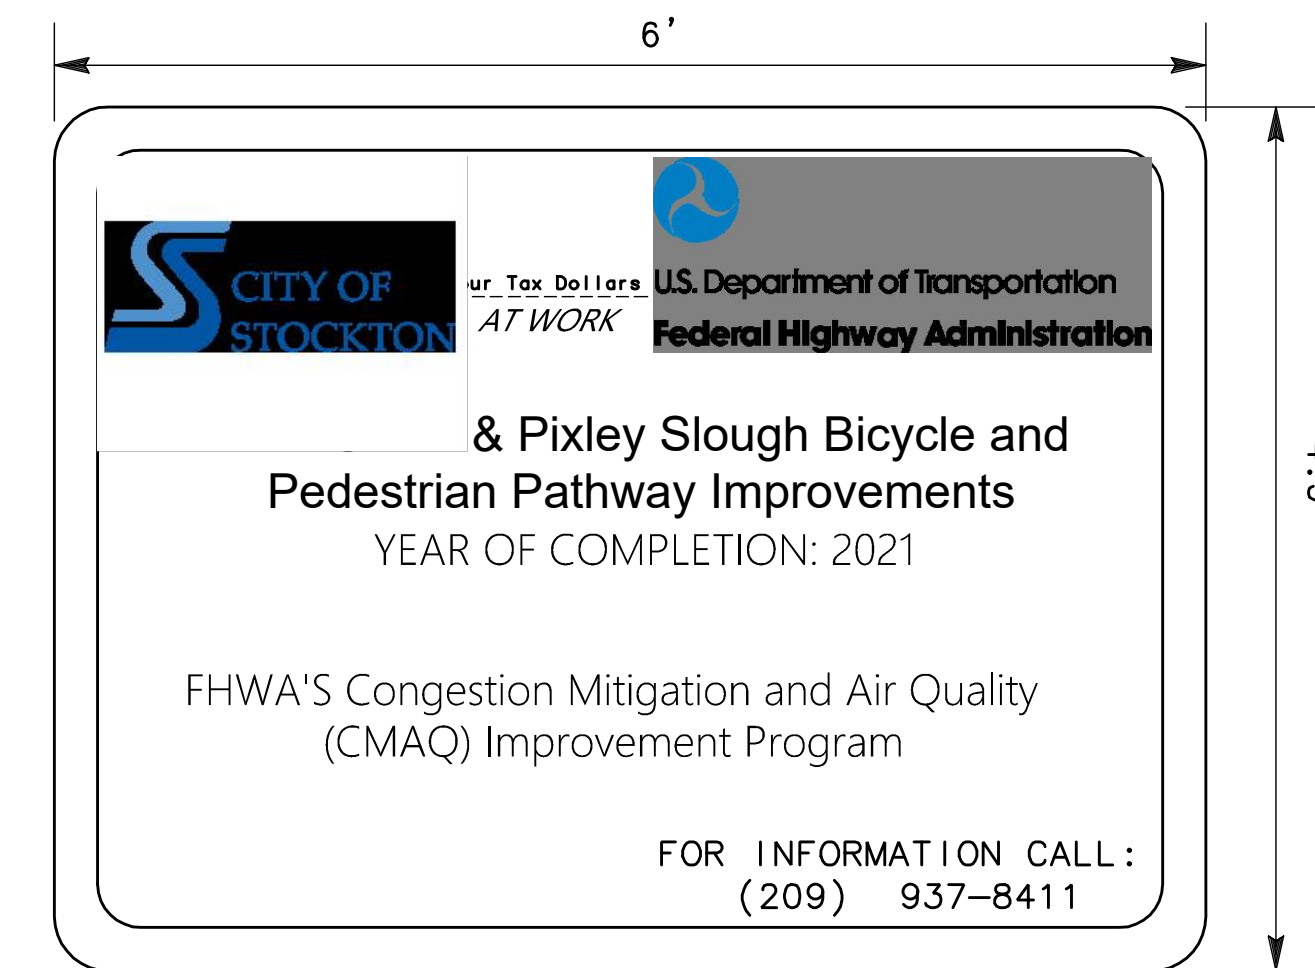 6'
CITY OF
STOCKTON
ur Tax Dollars
AT WORK
U.S. Department of Transportation
Federal Highway Administration
& Pixley Slough Bicycle and
Pedestrian Pathway Improvements
YEAR OF COMPLETION: 2021
FHWA'S Congestion Mitigation and Air Quality
(CMAQ) Improvement Program
FOR INFORMATION CALL:
(209) 937-8411